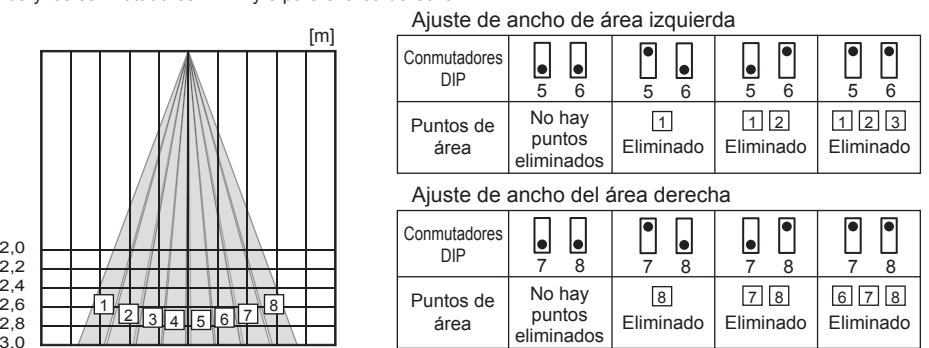 [m]
2,0
2,2
2,4
2,6
2,8
3,0
1 2 3 4 5 6 7 8
Ajuste de ancho de área izquierda
Conmutadores DIP
5 6
5 6
5 6
5 6
Puntos de área
No hay puntos eliminados
1 Eliminado
1 2 Eliminado
1 2 3 Eliminado
Ajuste de ancho del área derecha
Conmutadores DIP
7 8
7 8
7 8
7 8
Puntos de área
No hay puntos eliminados
8 Eliminado
7 8 Eliminado
6 7 8 Eliminado